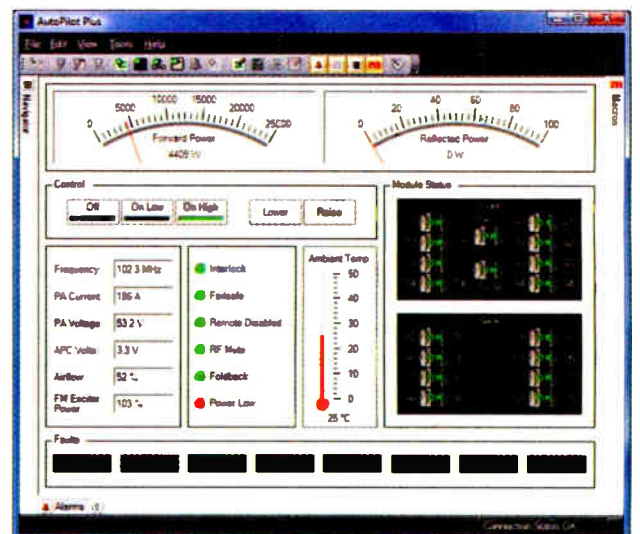 AutoPilot Plus
File Edit View Tools Help
Navigator
Macros
0 5000 10000 15000 20000 25000
Forward Power
4409 W
0 20 40 60 80 100
Reflected Power
0 W
Control
Off On Low On High Lower Raise
Module Status
Frequency 102.3 MHz
PA Current 186 A
PA Voltage 53.2 V
APC Volts 3.3 V
Airflow 52 %
FM Exciter Power 103 %
Interlock
Failsafe
Remote Disabled
RF Mute
Foldback
Power Low
Ambient Temp
50
40
30
20
10
0
25 °C
Faults
Alarms
Connection Status OK